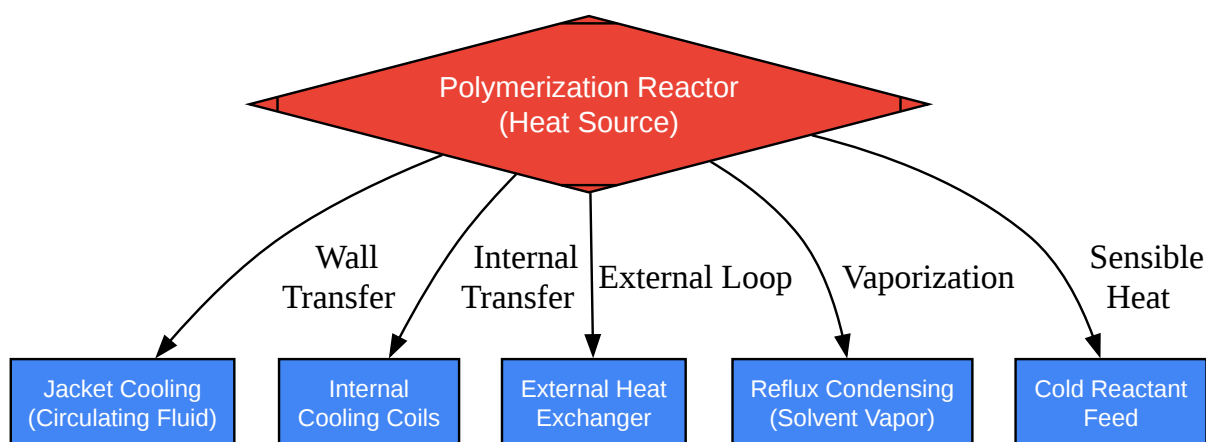 Polymerization Reactor
(Heat Source)
Wall
Transfer
Internal
Transfer
External Loop
Vaporization
Sensible
Heat
Jacket Cooling
(Circulating Fluid)
Internal
Cooling Coils
External Heat
Exchanger
Reflux Condensing
(Solvent Vapor)
Cold Reactant
Feed